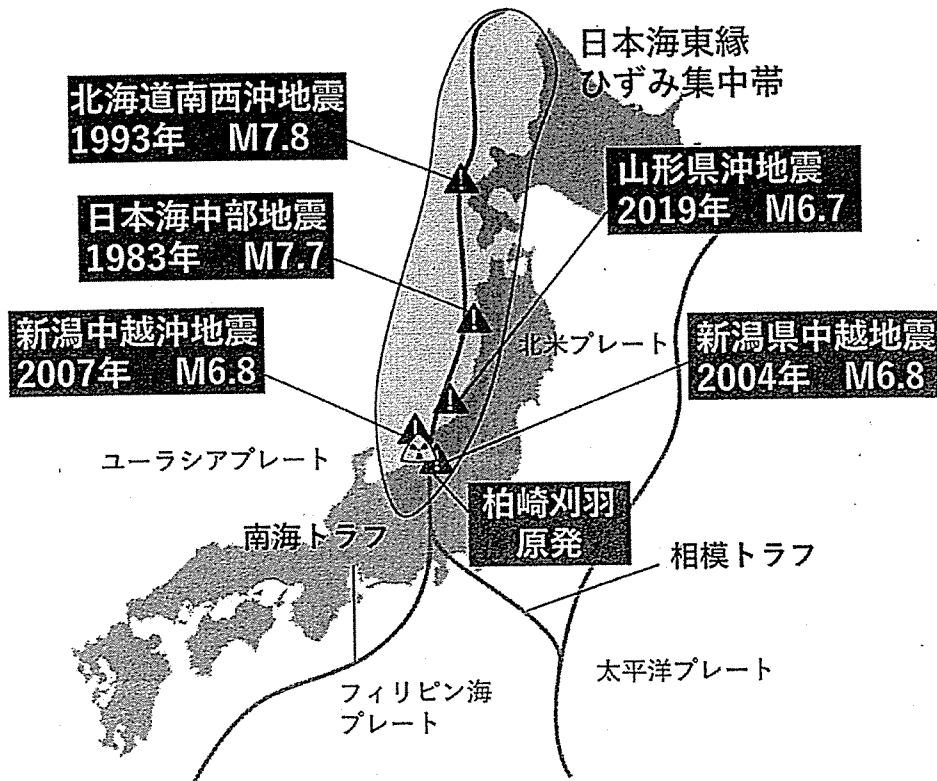 日本海東縁
ひずみ集中帯
北海道南西沖地震
1993年 M7.8
山形県沖地震
2019年 M6.7
日本海中部地震
1983年 M7.7
新潟中越沖地震
2007年 M6.8
北米プレート
新潟県中越地震
2004年 M6.8
ユーラシアプレート
柏崎刈羽
原発
南海トラフ
相模トラフ
太平洋プレート
フィリピン海
プレート